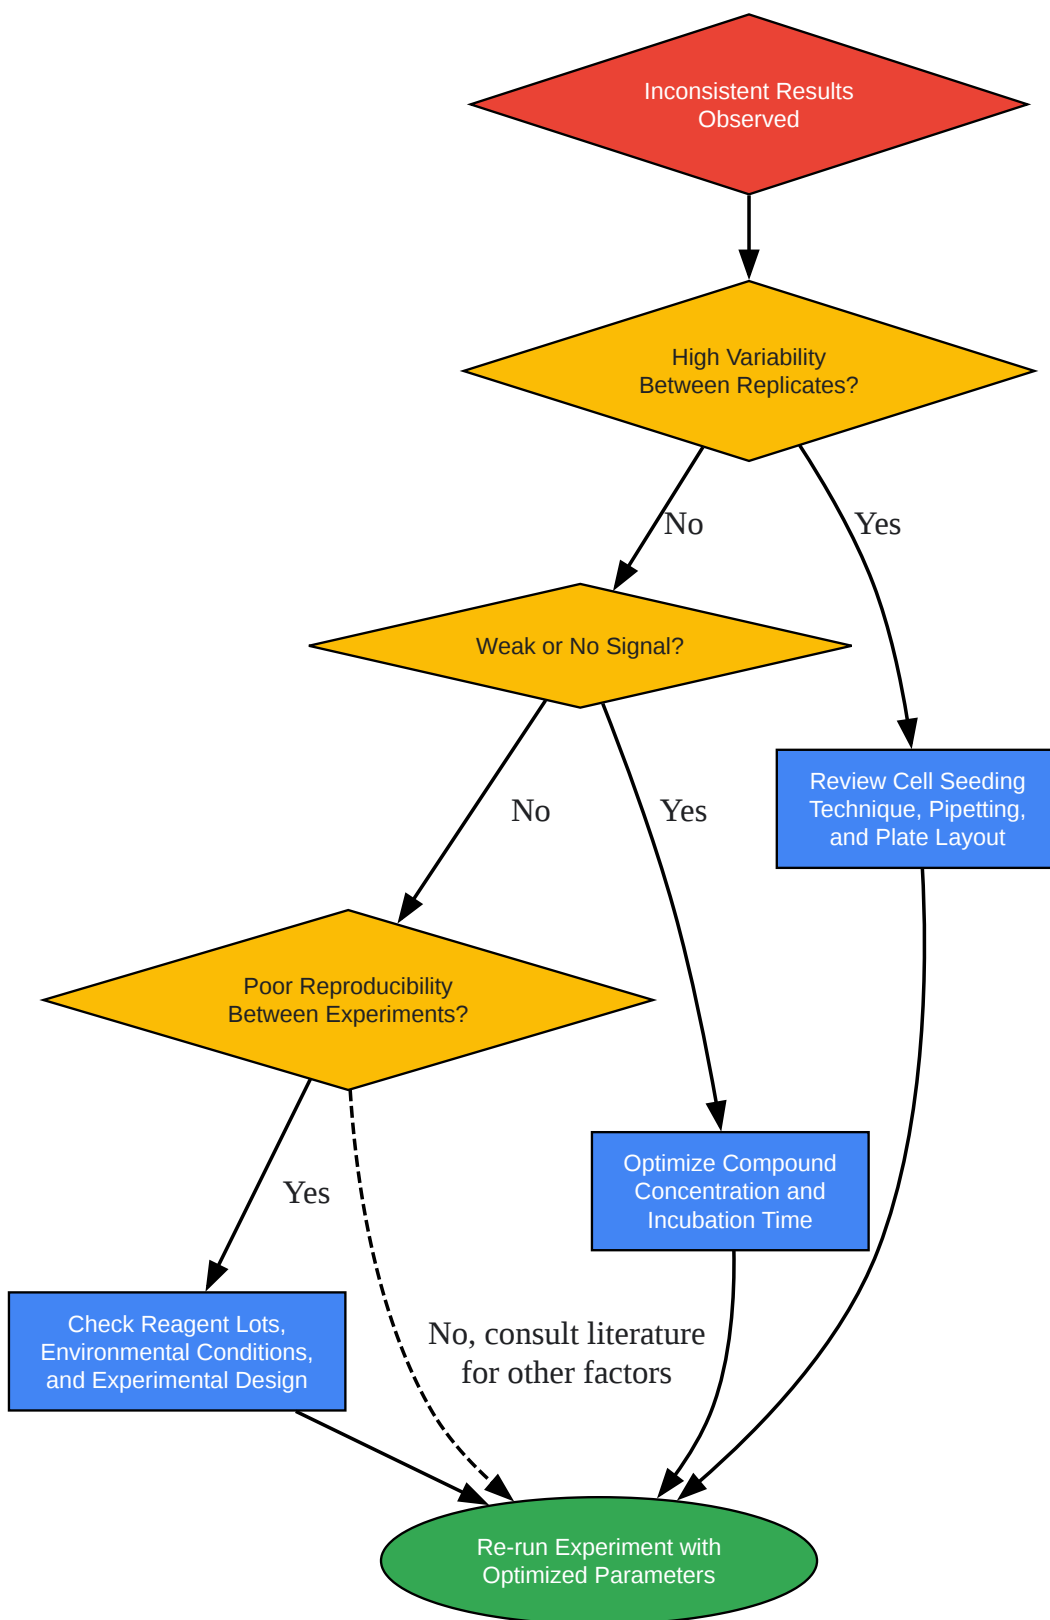 Inconsistent Results
Observed
High Variability
Between Replicates?
No
Yes
Weak or No Signal?
Review Cell Seeding
Technique, Pipetting,
and Plate Layout
No
Yes
Poor Reproducibility
Between Experiments?
Optimize Compound
Concentration and
Incubation Time
Yes
Check Reagent Lots,
Environmental Conditions,
and Experimental Design
No, consult literature
for other factors
Re-run Experiment with
Optimized Parameters